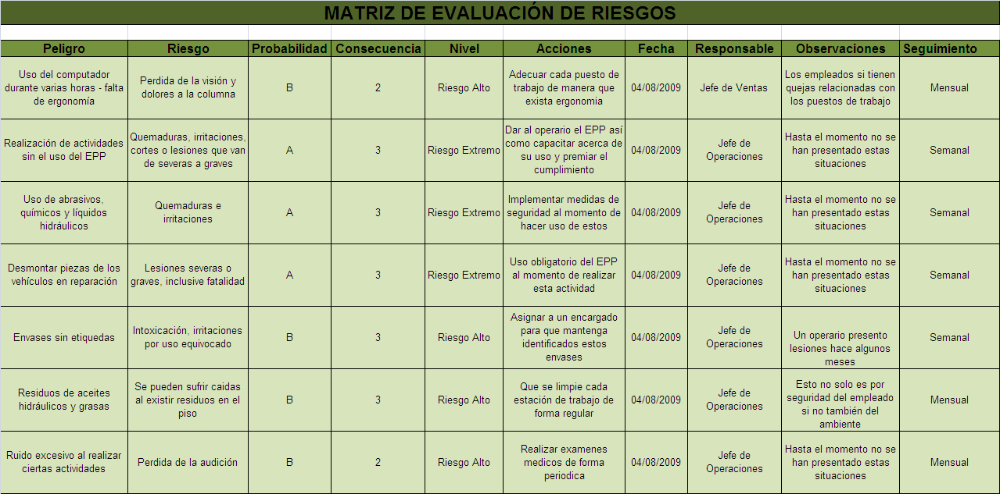 MATRIZ DE EVALUACIÓN DE RIESGOS
Peligro Riesgo Probabilidad Consecuencia Nivel Acciones Fecha Responsable Observaciones Seguimiento
Uso del computador
durante varias horas - falta
de ergonomía
Perdida de la visión y
dolores a la columna
B
2
Riesgo Alto
Adecuar cada puesto de
trabajo de manera que
exista ergonomia
04/08/2009
Jefe de Ventas
Los empleados si tienen
quejas relacionadas con
los puestos de trabajo
Mensual
Realización de actividades
sin el uso del EPP
Quemaduras, irritaciones,
cortes o lesiones que van
de severas a graves
A
3
Riesgo Extremo
Dar al operario el EPP así
como capacitar acerca de
su uso y premiar el
cumplimiento
04/08/2009
Jefe de
Operaciones
Hasta el momento no se
han presentado estas
situaciones
Semanal
Uso de abrasivos,
químicos y líquidos
hidráulicos
Quemaduras e
irritaciones
A
3
Riesgo Extremo
Implementar medidas de
seguridad al momento de
hacer uso de estos
04/08/2009
Jefe de
Operaciones
Hasta el momento no se
han presentado estas
situaciones
Semanal
Desmontar piezas de los
vehículos en reparación
Lesiones severas o
graves, inclusive fatalidad
A
3
Riesgo Extremo
Uso obligatorio del EPP
al momento de realizar
esta actividad
04/08/2009
Jefe de
Operaciones
Hasta el momento no se
han presentado estas
situaciones
Semanal
Envases sin etiquedas
Intoxicación, irritaciones
por uso equivocado
B
3
Riesgo Alto
Asignar a un encargado
para que mantenga
identificados estos
envases
04/08/2009
Jefe de
Operaciones
Un operario presento
lesiones hace algunos
meses
Semanal
Residuos de aceites
hidráulicos y grasas
Se pueden sufrir caidas
al existir residuos en el
piso
B
3
Riesgo Alto
Que se limpie cada
estación de trabajo de
forma regular
04/08/2009
Jefe de
Operaciones
Esto no solo es por
seguridad del empleado
si no también del
ambiente
Mensual
Ruido excesivo al realizar
ciertas actividades
Perdida de la audición
B
2
Riesgo Alto
Realizar examenes
medicos de forma
periodica
04/08/2009
Jefe de
Operaciones
Hasta el momento no se
han presentado estas
situaciones
Mensual